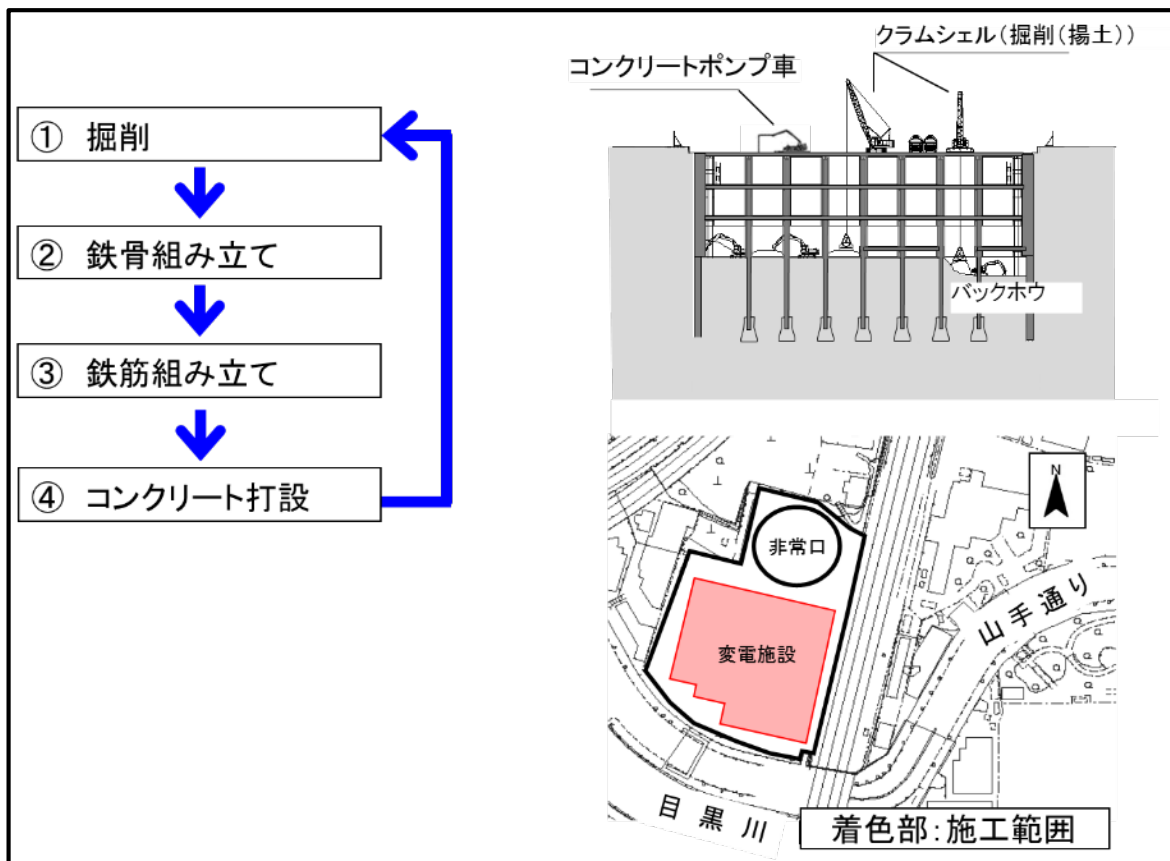 ① 掘削
② 鉄骨組み立て
③ 鉄筋組み立て
④ コンクリート打設
クラムシェル(掘削(揚土))
コンクリートポンプ車
バックホウ
N
非常口
変電施設
山手通り
目黒川
着色部:施工範囲